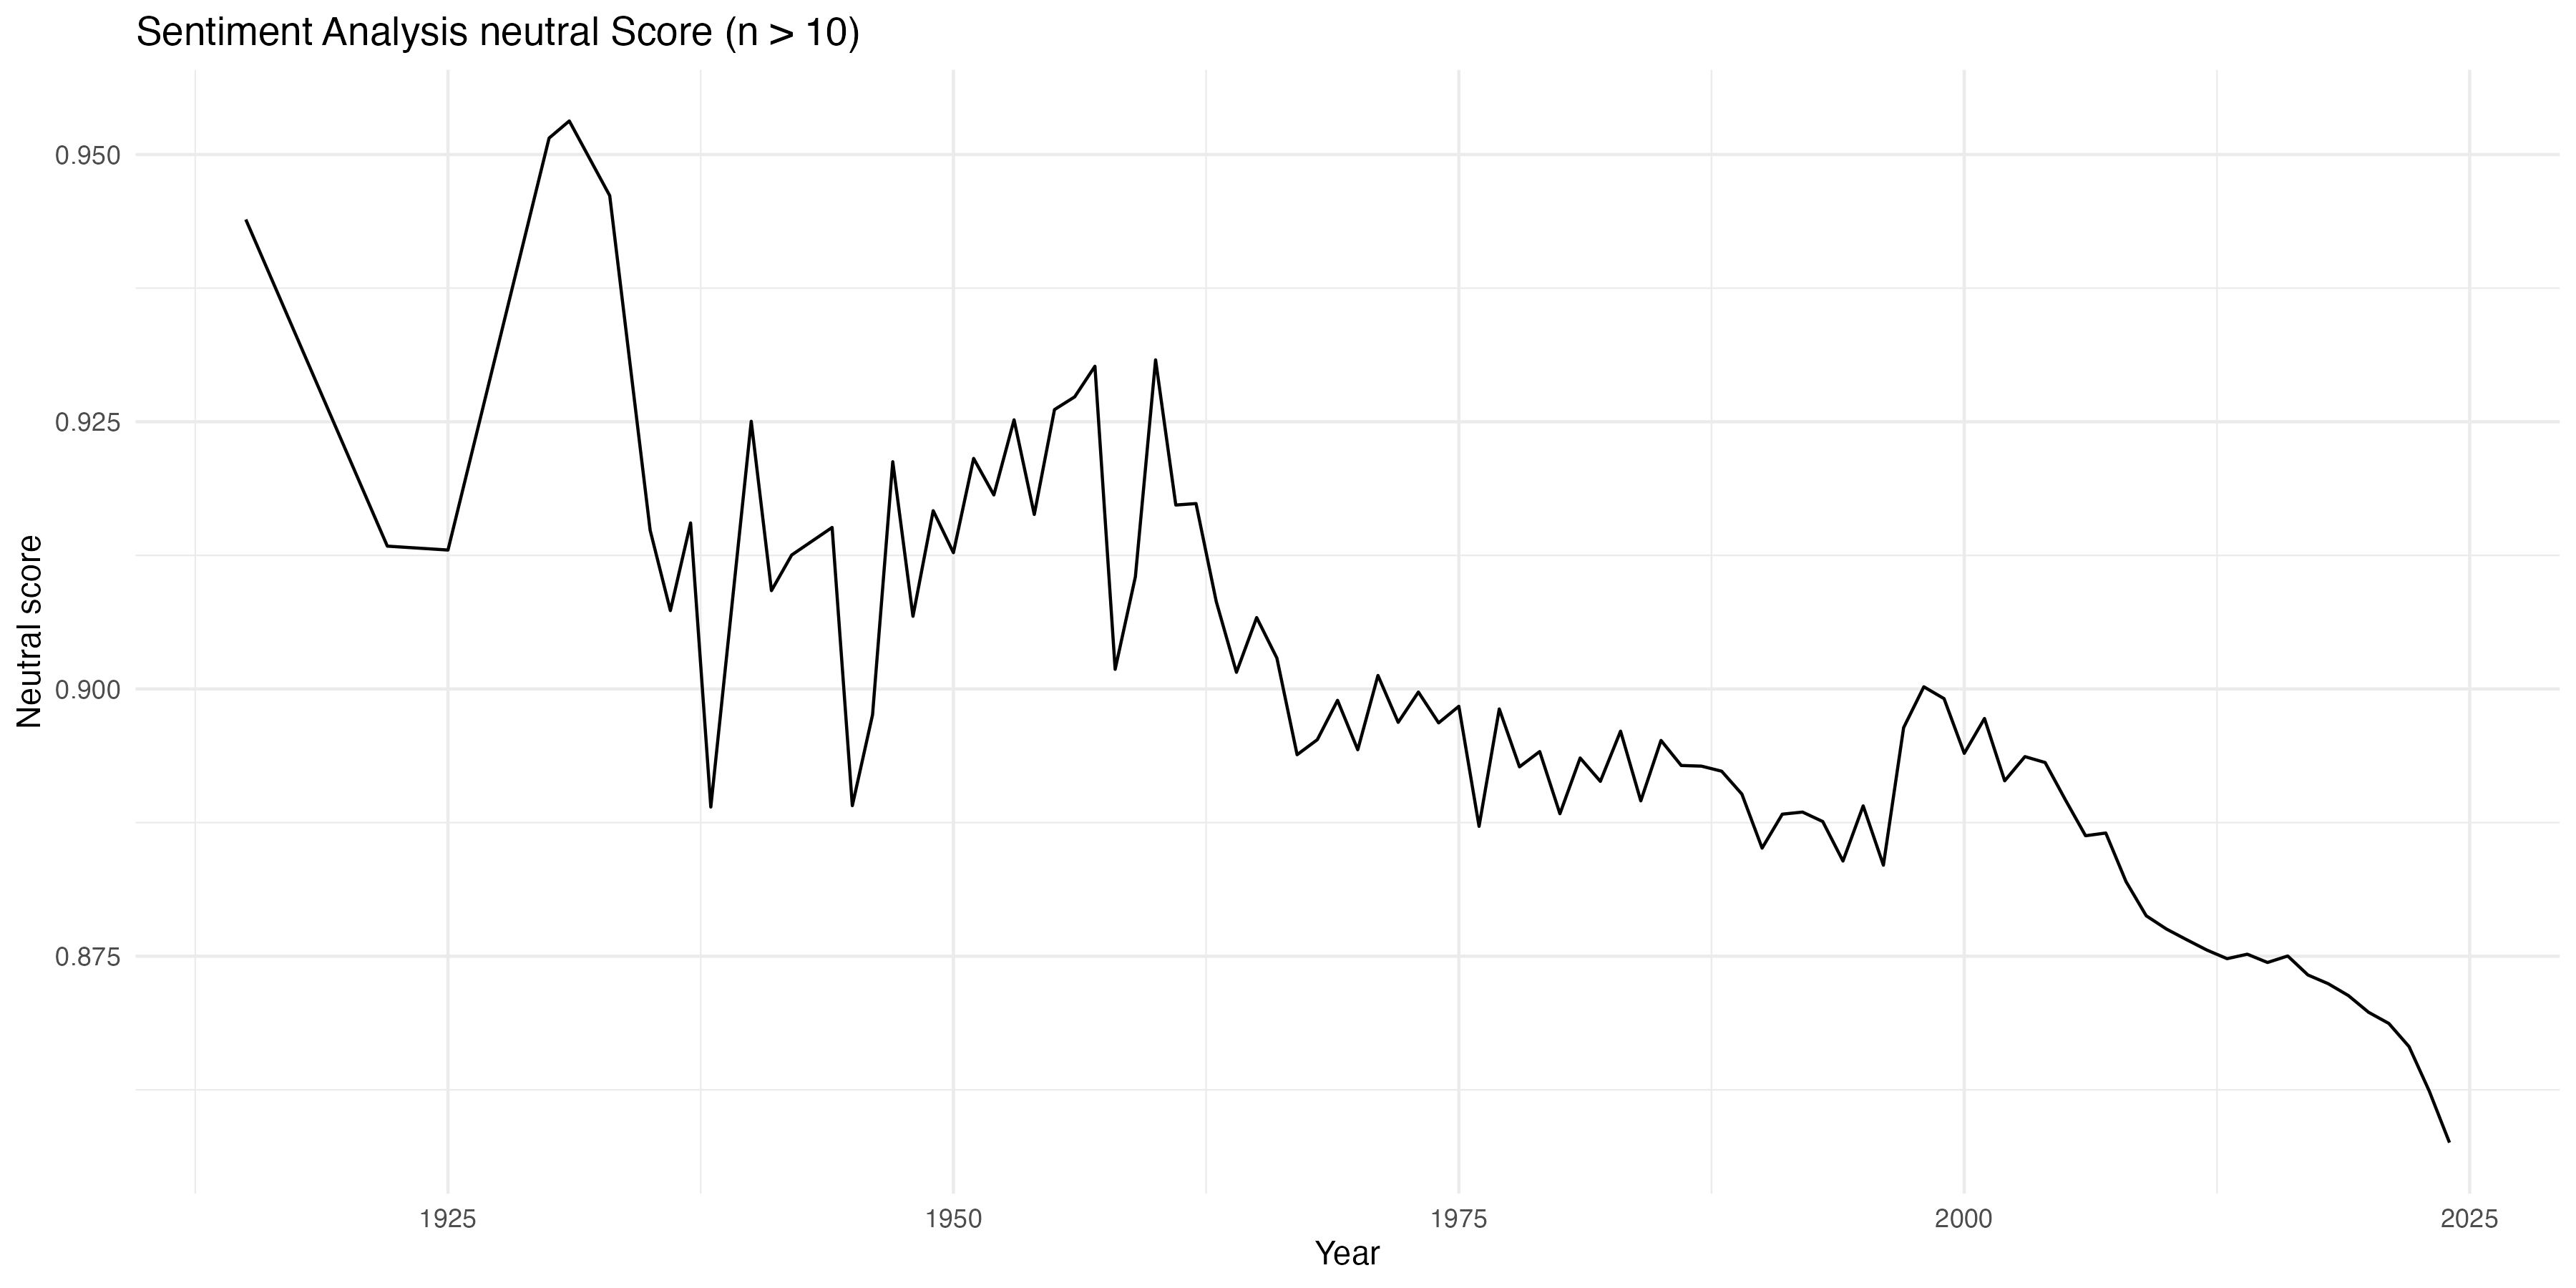 Sentiment Analysis neutral Score (n > 10)
0.950
0.925
0.900
0.875
Neutral score
1925 1950 1975 2000 2025
Year